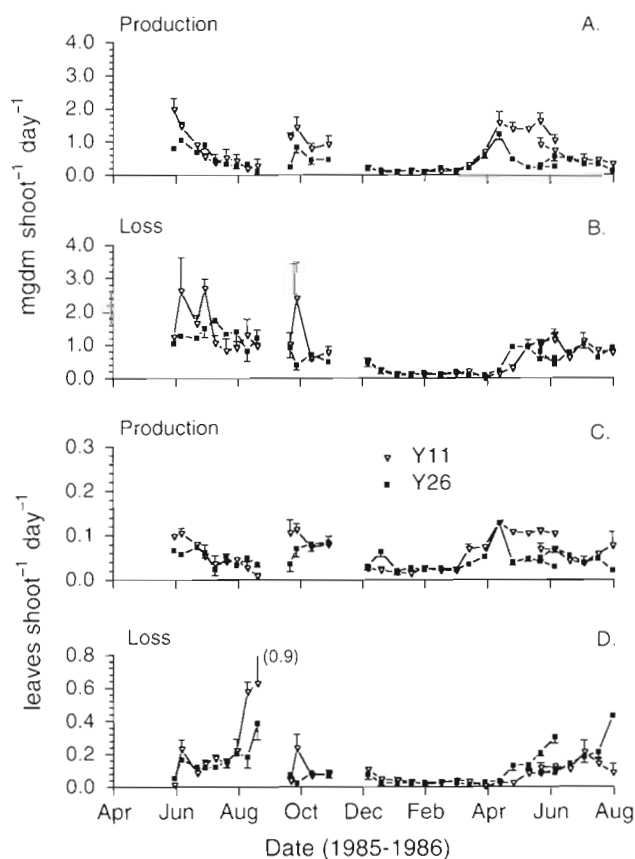 Production A.
4.0
3.0
2.0
1.0
0.0
Loss B.
4.0
3.0
2.0
1.0
0.0
mgdm shoot⁻¹ day⁻¹
Production C.
0.3
0.2
0.1
0.0
Y11
Y26
Loss D.
(0.9)
0.8
0.6
0.4
0.2
0.0
leaves shoot⁻¹ day⁻¹
Apr Jun Aug Oct Dec Feb Apr Jun Aug
Date (1985-1986)